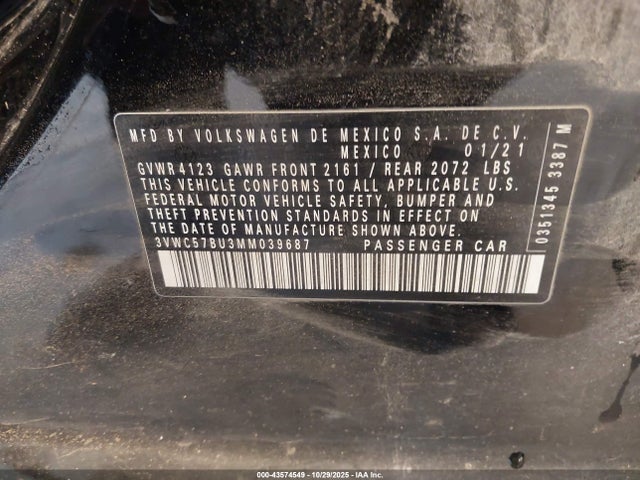 MFD BY VOLKSWAGEN DE MEXICO S.A. DE C.V.
MEXICO 01/21
GVWR 4123 GAWR FRONT 2161 / REAR 2072 LBS
THIS VEHICLE CONFORMS TO ALL APPLICABLE U.S.
FEDERAL MOTOR VEHICLE SAFETY, BUMPER AND
THEFT PREVENTION STANDARDS IN EFFECT ON
THE DATE OF MANUFACTURE SHOWN ABOVE.
3VWC57BU3MM039687 PASSENGER CAR
0351345 3387 M
000-43574549 | 10/29/2025 | IAA Inc.